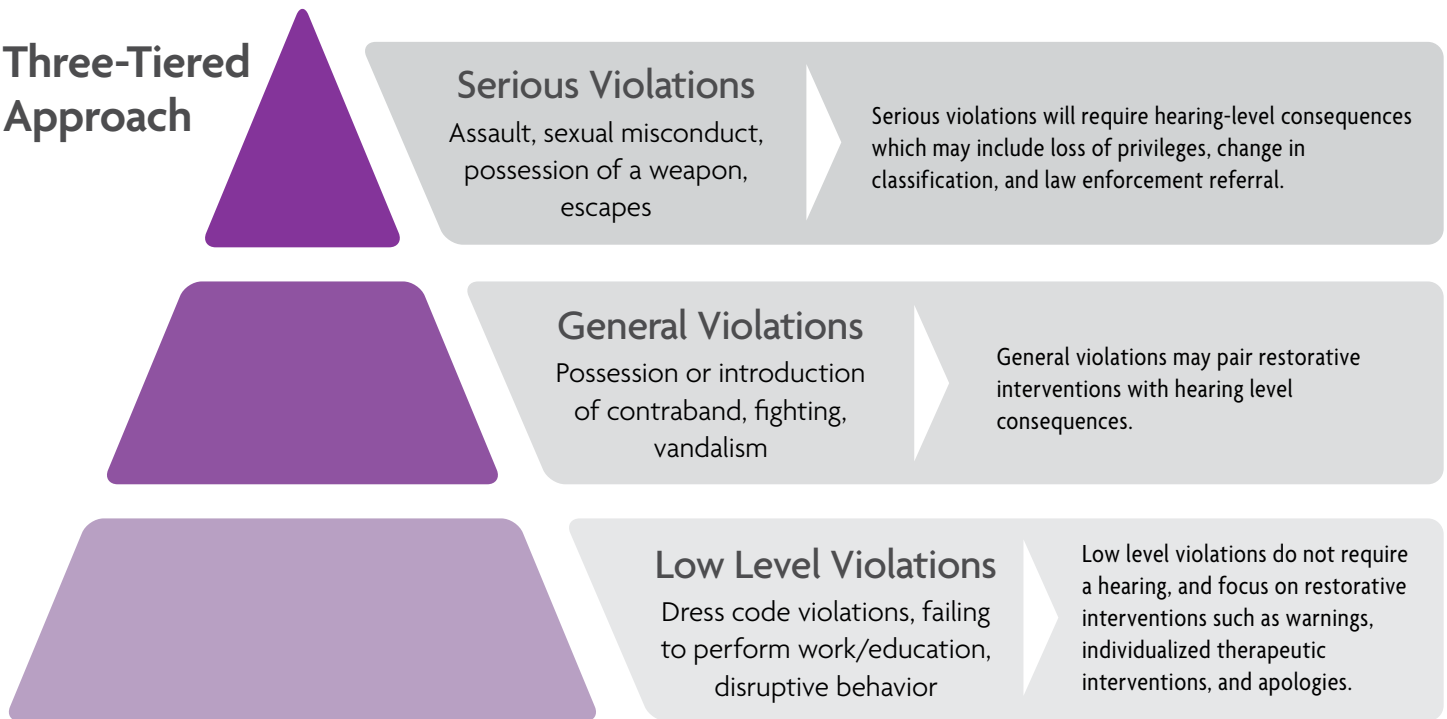 Three-Tiered
Approach
Serious Violations
Assault, sexual misconduct,
possession of a weapon,
escapes
Serious violations will require hearing-level consequences
which may include loss of privileges, change in
classification, and law enforcement referral.
General Violations
Possession or introduction
of contraband, fighting,
vandalism
General violations may pair restorative
interventions with hearing level
consequences.
Low Level Violations
Dress code violations, failing
to perform work/education,
disruptive behavior
Low level violations do not require
a hearing, and focus on restorative
interventions such as warnings,
individualized therapeutic
interventions, and apologies.